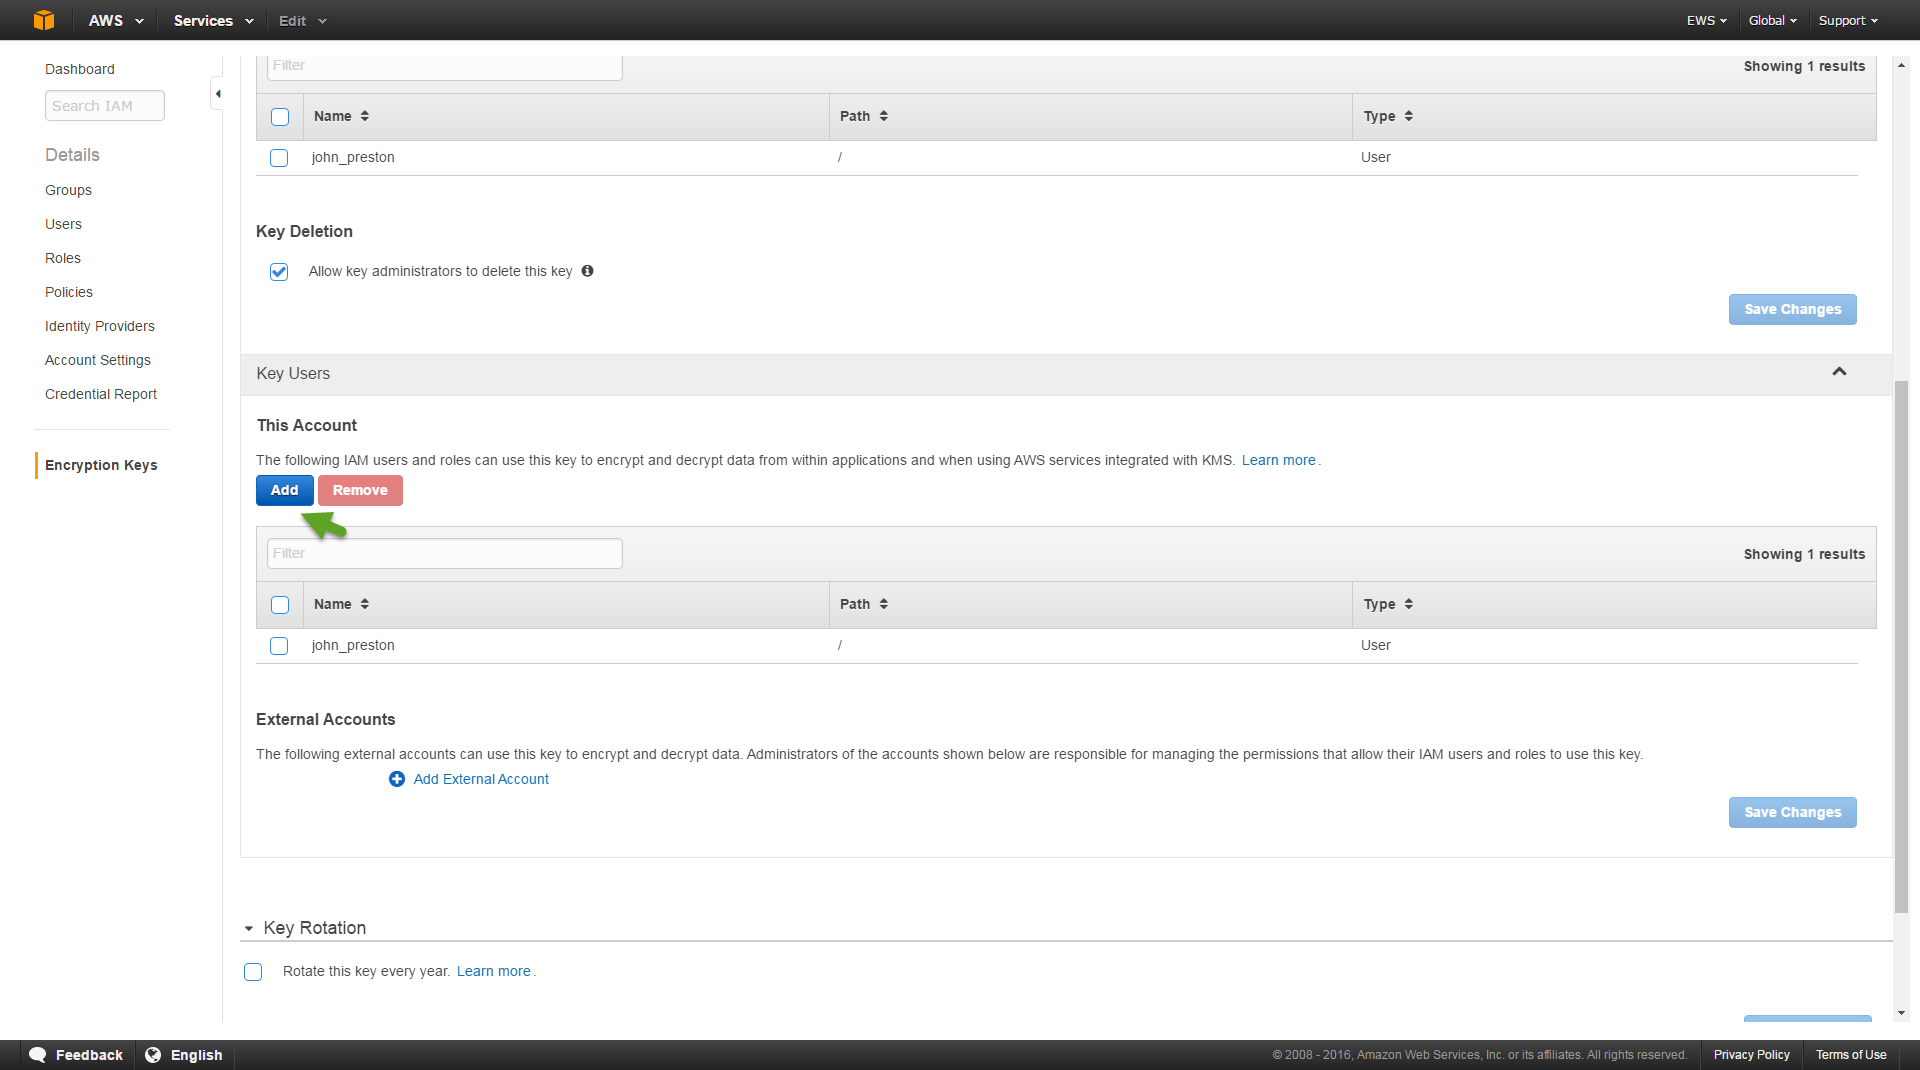 AWS Services Edit EWS Global Support
Dashboard
Search IAM
Details
Groups
Users
Roles
Policies
Identity Providers
Account Settings
Credential Report
Encryption Keys
Filter Showing 1 results
Name Path Type
john_preston / User
Key Deletion
Allow key administrators to delete this key
Save Changes
Key Users
This Account
The following IAM users and roles can use this key to encrypt and decrypt data from within applications and when using AWS services integrated with KMS. Learn more.
Add Remove
Filter Showing 1 results
Name Path Type
john_preston / User
External Accounts
The following external accounts can use this key to encrypt and decrypt data. Administrators of the accounts shown below are responsible for managing the permissions that allow their IAM users and roles to use this key.
Add External Account
Save Changes
Key Rotation
Rotate this key every year. Learn more.
Feedback English © 2008 - 2016, Amazon Web Services, Inc. or its affiliates. All rights reserved. Privacy Policy Terms of Use